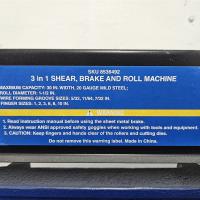 SKU 8536492
3 in 1 SHEAR, BRAKE AND ROLL MACHINE
MAXIMUM CAPACITY: 30 IN. WIDTH, 20 GAUGE MILD STEEL;
ROLL DIAMETER: 1-1/2 IN.
WIRE FORMING GROOVE SIZES: 5/32, 11/64, 7/32 IN.
FINGER SIZES: 1, 2, 3, 6, 8, 10 IN.
WARNING
1. Read instruction manual before using the sheet metal brake.
2. Always wear ANSI approved safety goggles when working with tools and equipment.
3. CAUTION: Keep fingers and hands clear of the rollers and cutting dies.
Do not remove this warning label. Made in China.